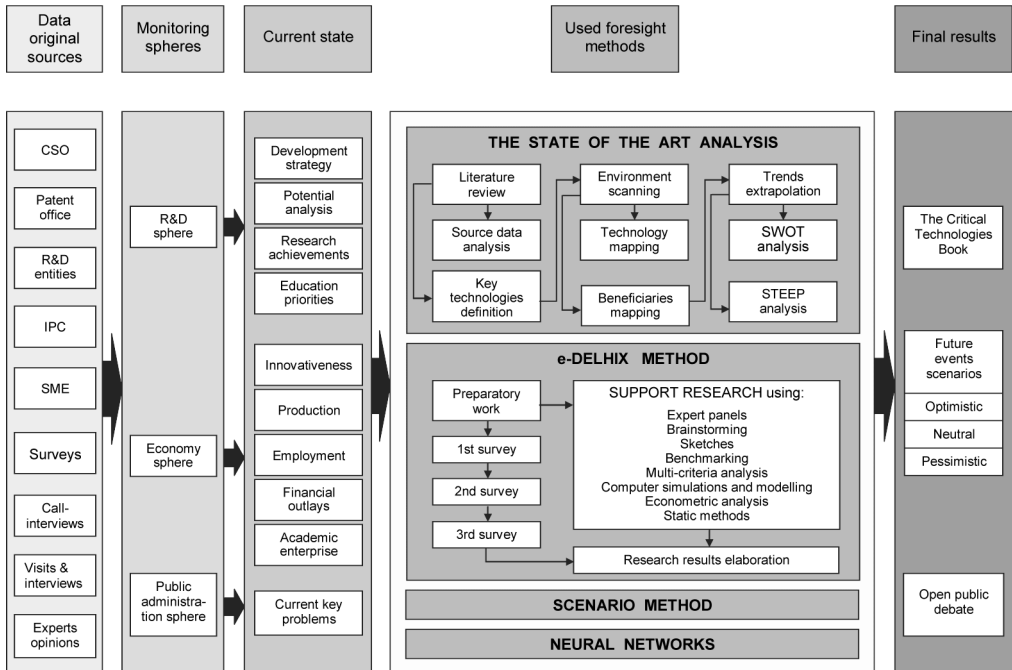 Data
original
sources
Monitoring
spheres
Current state
Used foresight
methods
Final results
CSO
Patent
office
R&D
entities
IPC
SME
Surveys
Call-
interviews
Visits &
interviews
Experts
opinions
R&D
sphere
Economy
sphere
Public
administra-
tion sphere
Development
strategy
Potential
analysis
Research
achievements
Education
priorities
Innovativeness
Production
Employment
Financial
outlays
Academic
enterprise
Current key
problems
THE STATE OF THE ART ANALYSIS
Literature
review
Source data
analysis
Key
technologies
definition
Environment
scanning
Technology
mapping
Beneficiaries
mapping
Trends
extrapolation
SWOT
analysis
STEEP
analysis
e-DELHIX METHOD
Preparatory
work
1st survey
2nd survey
3rd survey
SUPPORT RESEARCH using:
Expert panels
Brainstorming
Sketches
Benchmarking
Multi-criteria analysis
Computer simulations and modelling
Econometric analysis
Static methods
Research results elaboration
SCENARIO METHOD
NEURAL NETWORKS
The Critical
Technologies
Book
Future
events
scenarios
Optimistic
Neutral
Pessimistic
Open public
debate